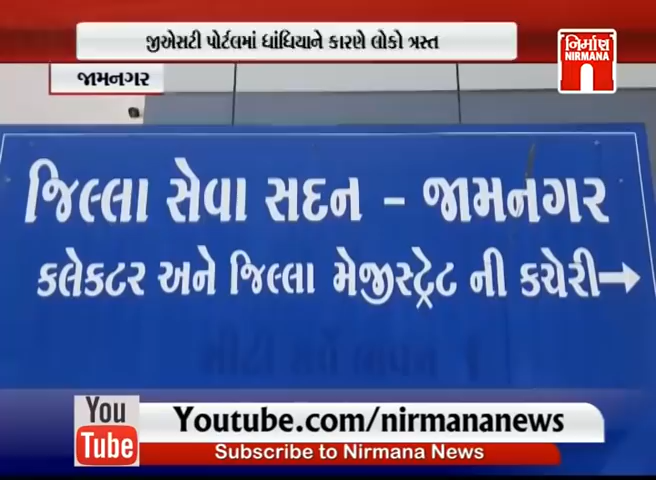 જીએસટી પોર્ટલમાં ધાંધિયાને કારણે લોકો ત્રસ્ત
નિર્માણ
NIRMANA
જામનગર
જિલ્લા સેવા સદન - જામનગર
કલેકટર અને જિલ્લા મેજીસ્ટ્રેટ ની કચેરી→
You
Tube
Youtube.com/nirmananews
Subscribe to Nirmana News